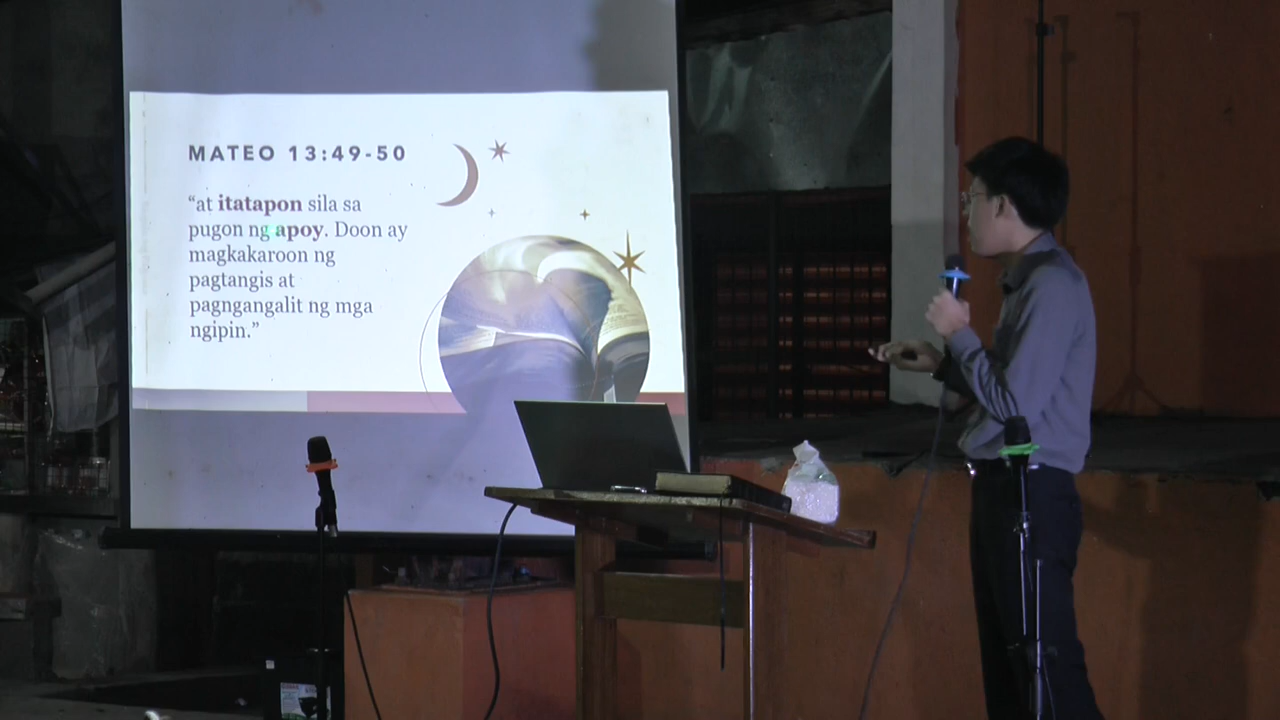 MATEO 13:49-50
“at itatapon sila sa
pugon ng apoy. Doon ay
magkakaroon ng
pagtangis at
pagngangalit ng mga
ngipin.”